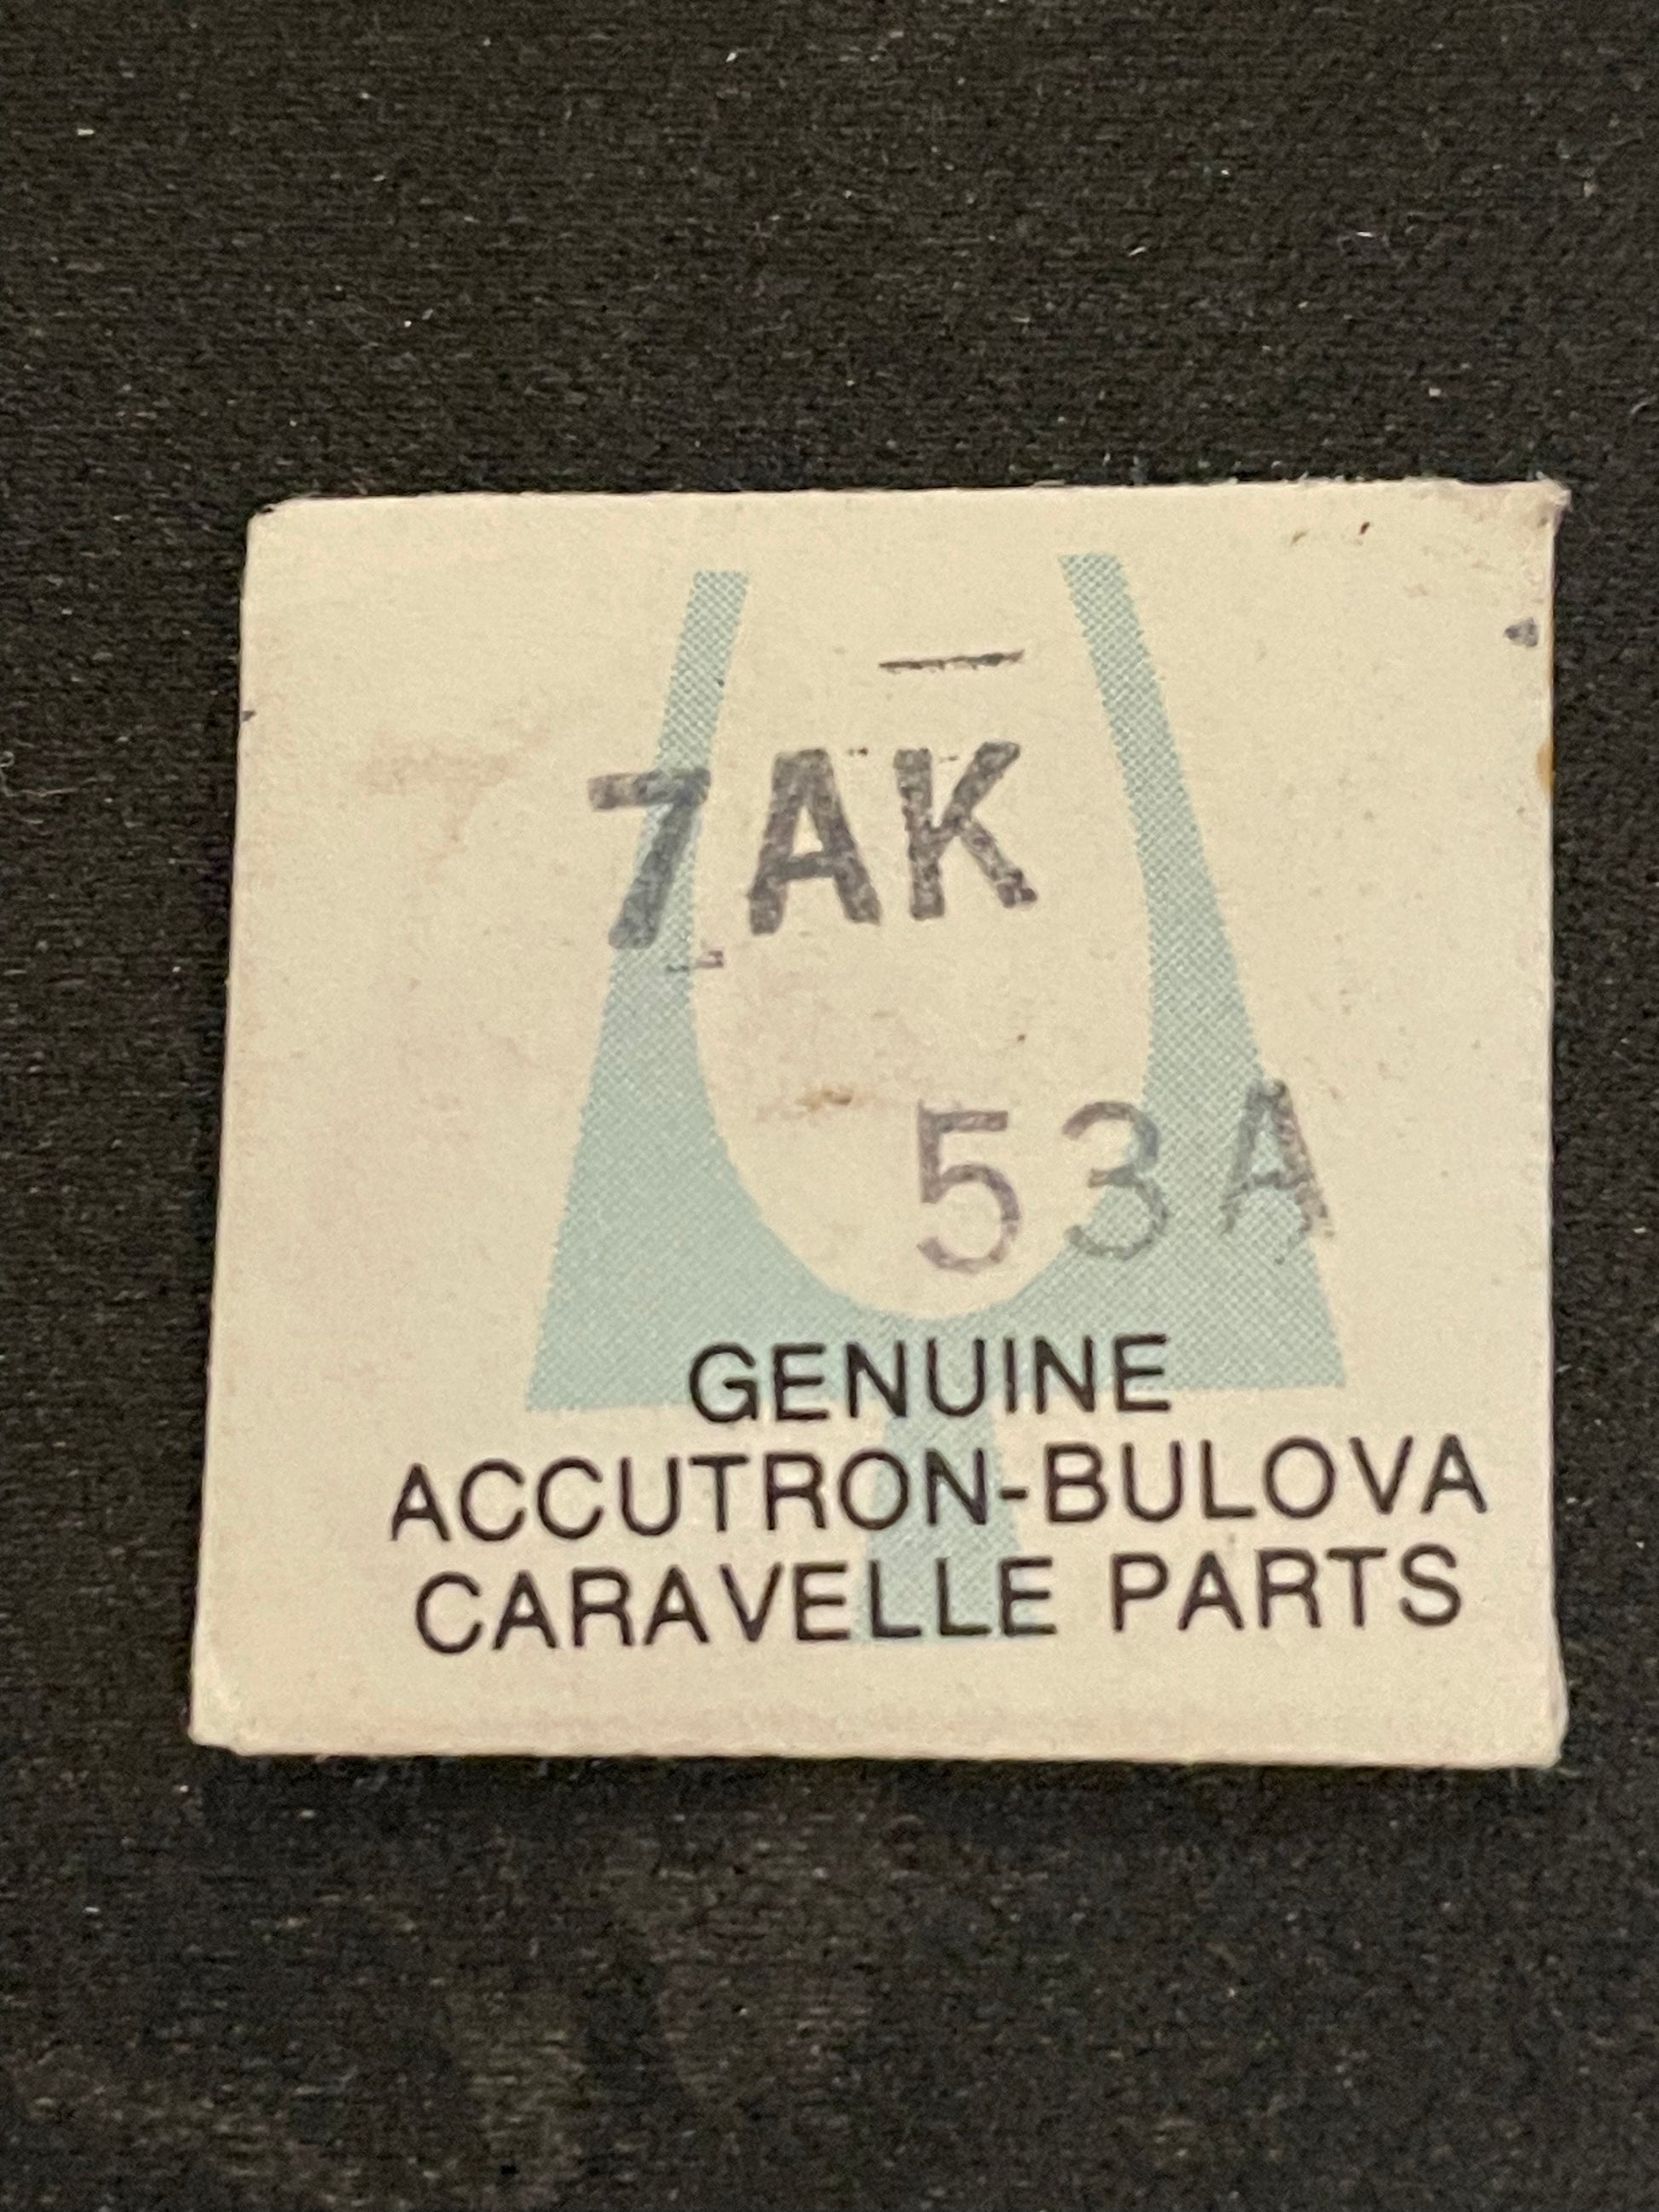 7AK
53A
GENUINE
ACCUTRON-BULOVA
CARAVELLE PARTS